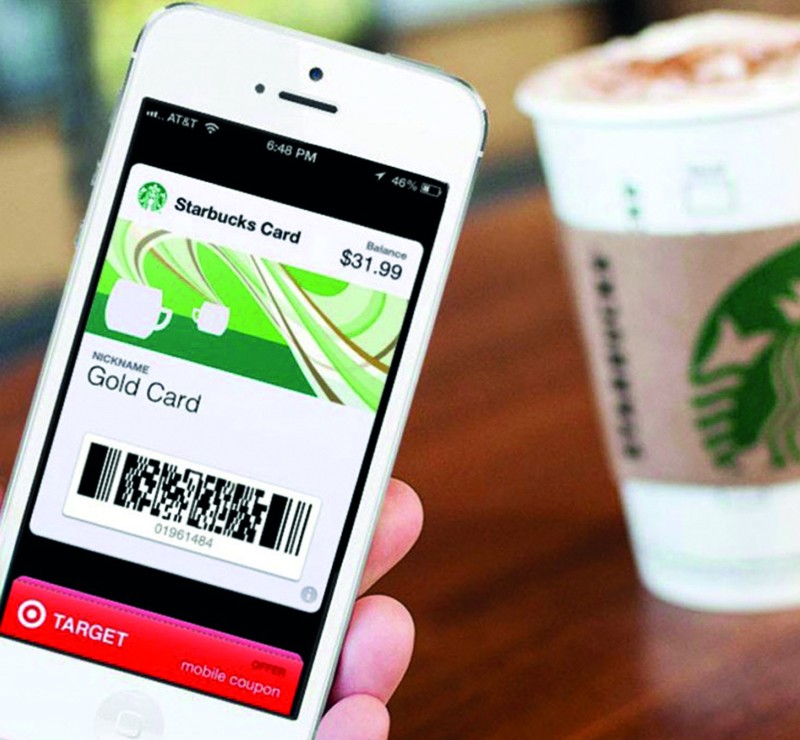 AT&T
6:48 PM
46%
Starbucks Card
Balance
$31.99
NICKNAME
Gold Card
01961484
TARGET
OFFER
mobile coupon